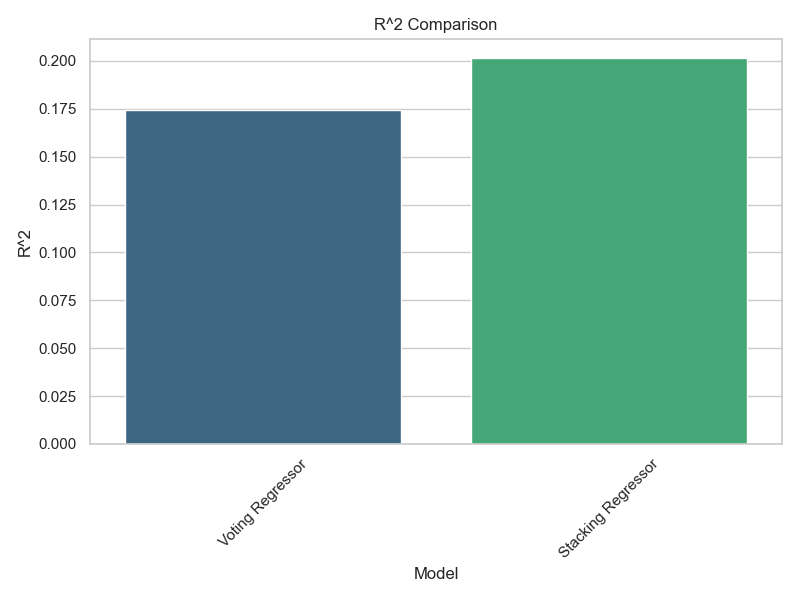 R^2 Comparison
0.200
0.175
0.150
0.125
0.100
0.075
0.050
0.025
0.000
R^2
Voting Regressor
Stacking Regressor
Model